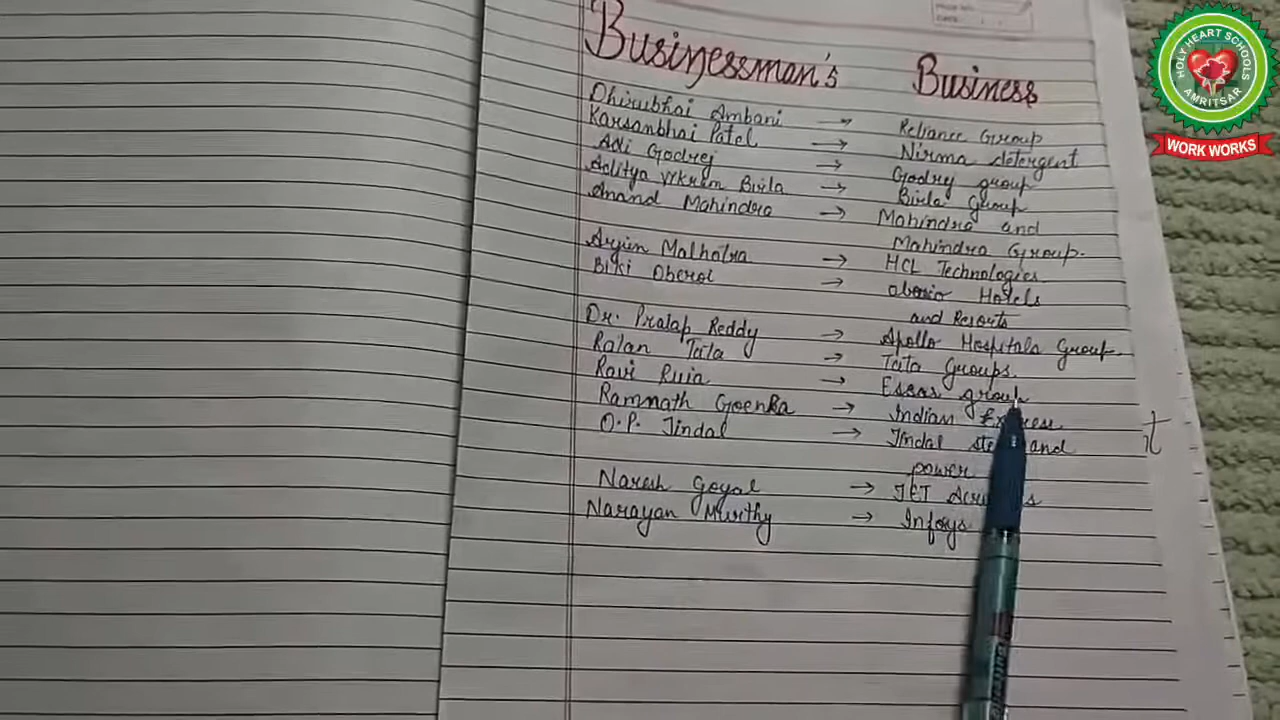 Businessman's Business
Dhirubhai Ambani → Reliance Group
Karsanbhai Patel → Nirma detergent
Adi Godrej → Godrej group
Aditya Vikram Birla → Birla Group
Anand Mahindra → Mahindra and
Mahindra Group.
Arjun Malhotra → HCL Technologies
Biki Oberoi → oberio Hotels
and Resorts
Dr. Pratap Reddy → Apollo Hospitals Group.
Ratan Tata → Tata Groups.
Ravi Ruia → Essar group
Ramnath Goenka → Indian Express
O.P. Jindal → Jindal and
power
Naresh Goyal → JET
Narayan Murthy → Infosys
HOLY HEART SCHOOLS
AMRITSAR
WORK WORKS